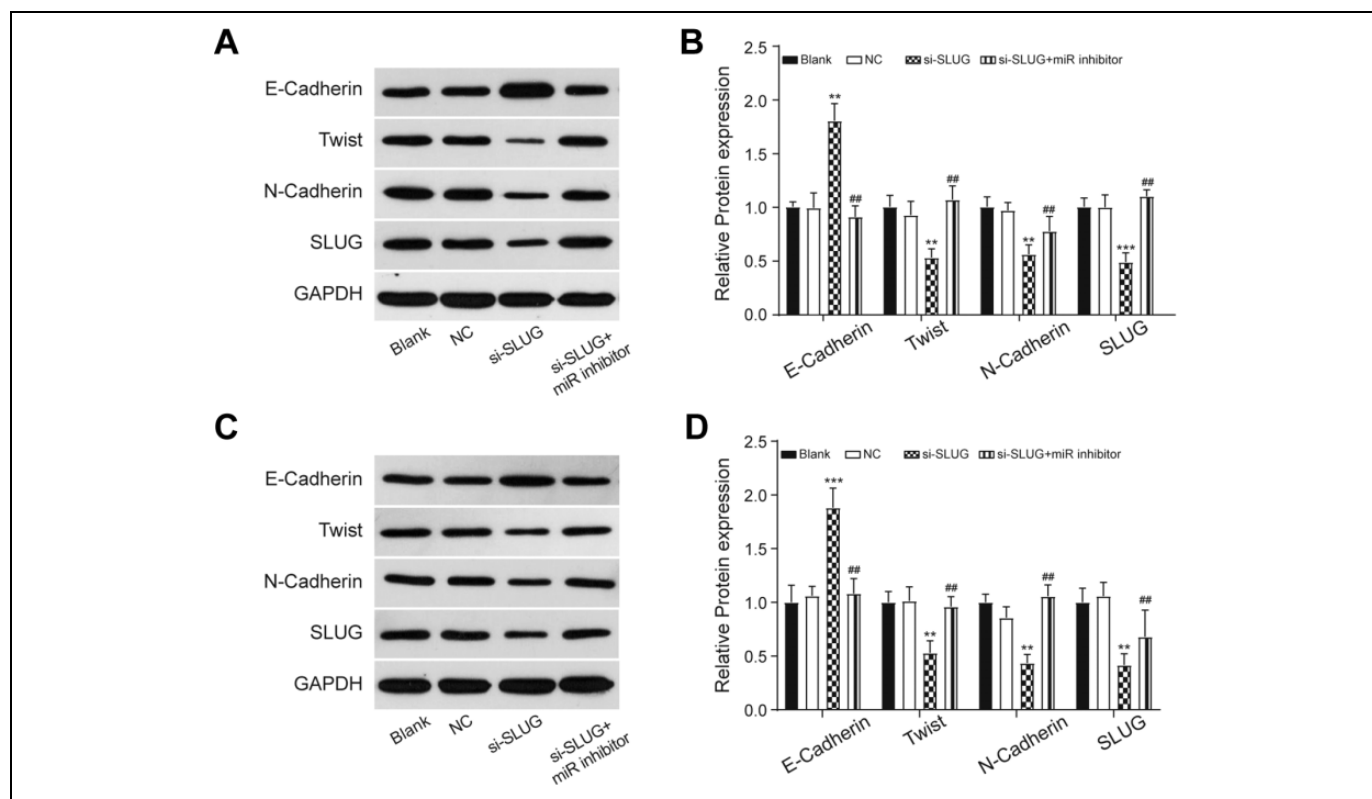 A
E-Cadherin
Twist
N-Cadherin
SLUG
GAPDH
Blank
NC
si-SLUG
si-SLUG+
miR inhibitor
B
Relative Protein expression
2.5
2.0
1.5
1.0
0.5
0.0
Blank NC si-SLUG si-SLUG+miR inhibitor
**
##
**
##
**
##
***
##
E-Cadherin
Twist
N-Cadherin
SLUG
C
E-Cadherin
Twist
N-Cadherin
SLUG
GAPDH
Blank
NC
si-SLUG
si-SLUG+
miR inhibitor
D
Relative Protein expression
2.5
2.0
1.5
1.0
0.5
0.0
Blank NC si-SLUG si-SLUG+miR inhibitor
***
##
**
##
**
##
**
##
E-Cadherin
Twist
N-Cadherin
SLUG